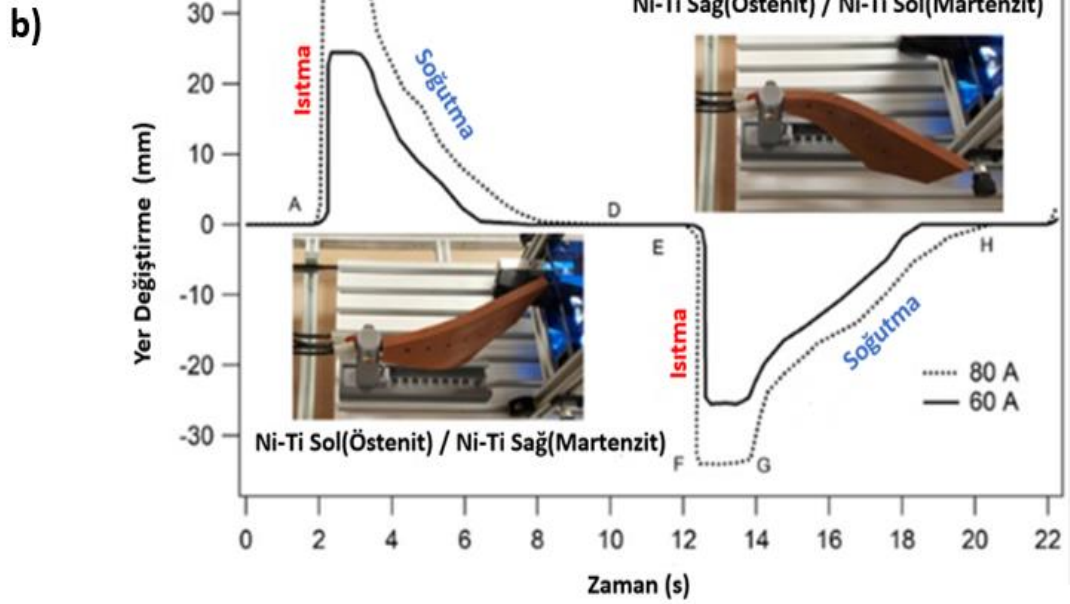 b)
Ni-Ti Sağ(Östenit) / Ni-Ti Sol(Martenzit)
30
20
10
0
-10
-20
-30
Yer Değiştirme (mm)
Isıtma
Soğutma
A
D
E
Isıtma
Soğutma
H
F
G
80 A
60 A
Ni-Ti Sol(Östenit) / Ni-Ti Sağ(Martenzit)
0 2 4 6 8 10 12 14 16 18 20 22
Zaman (s)